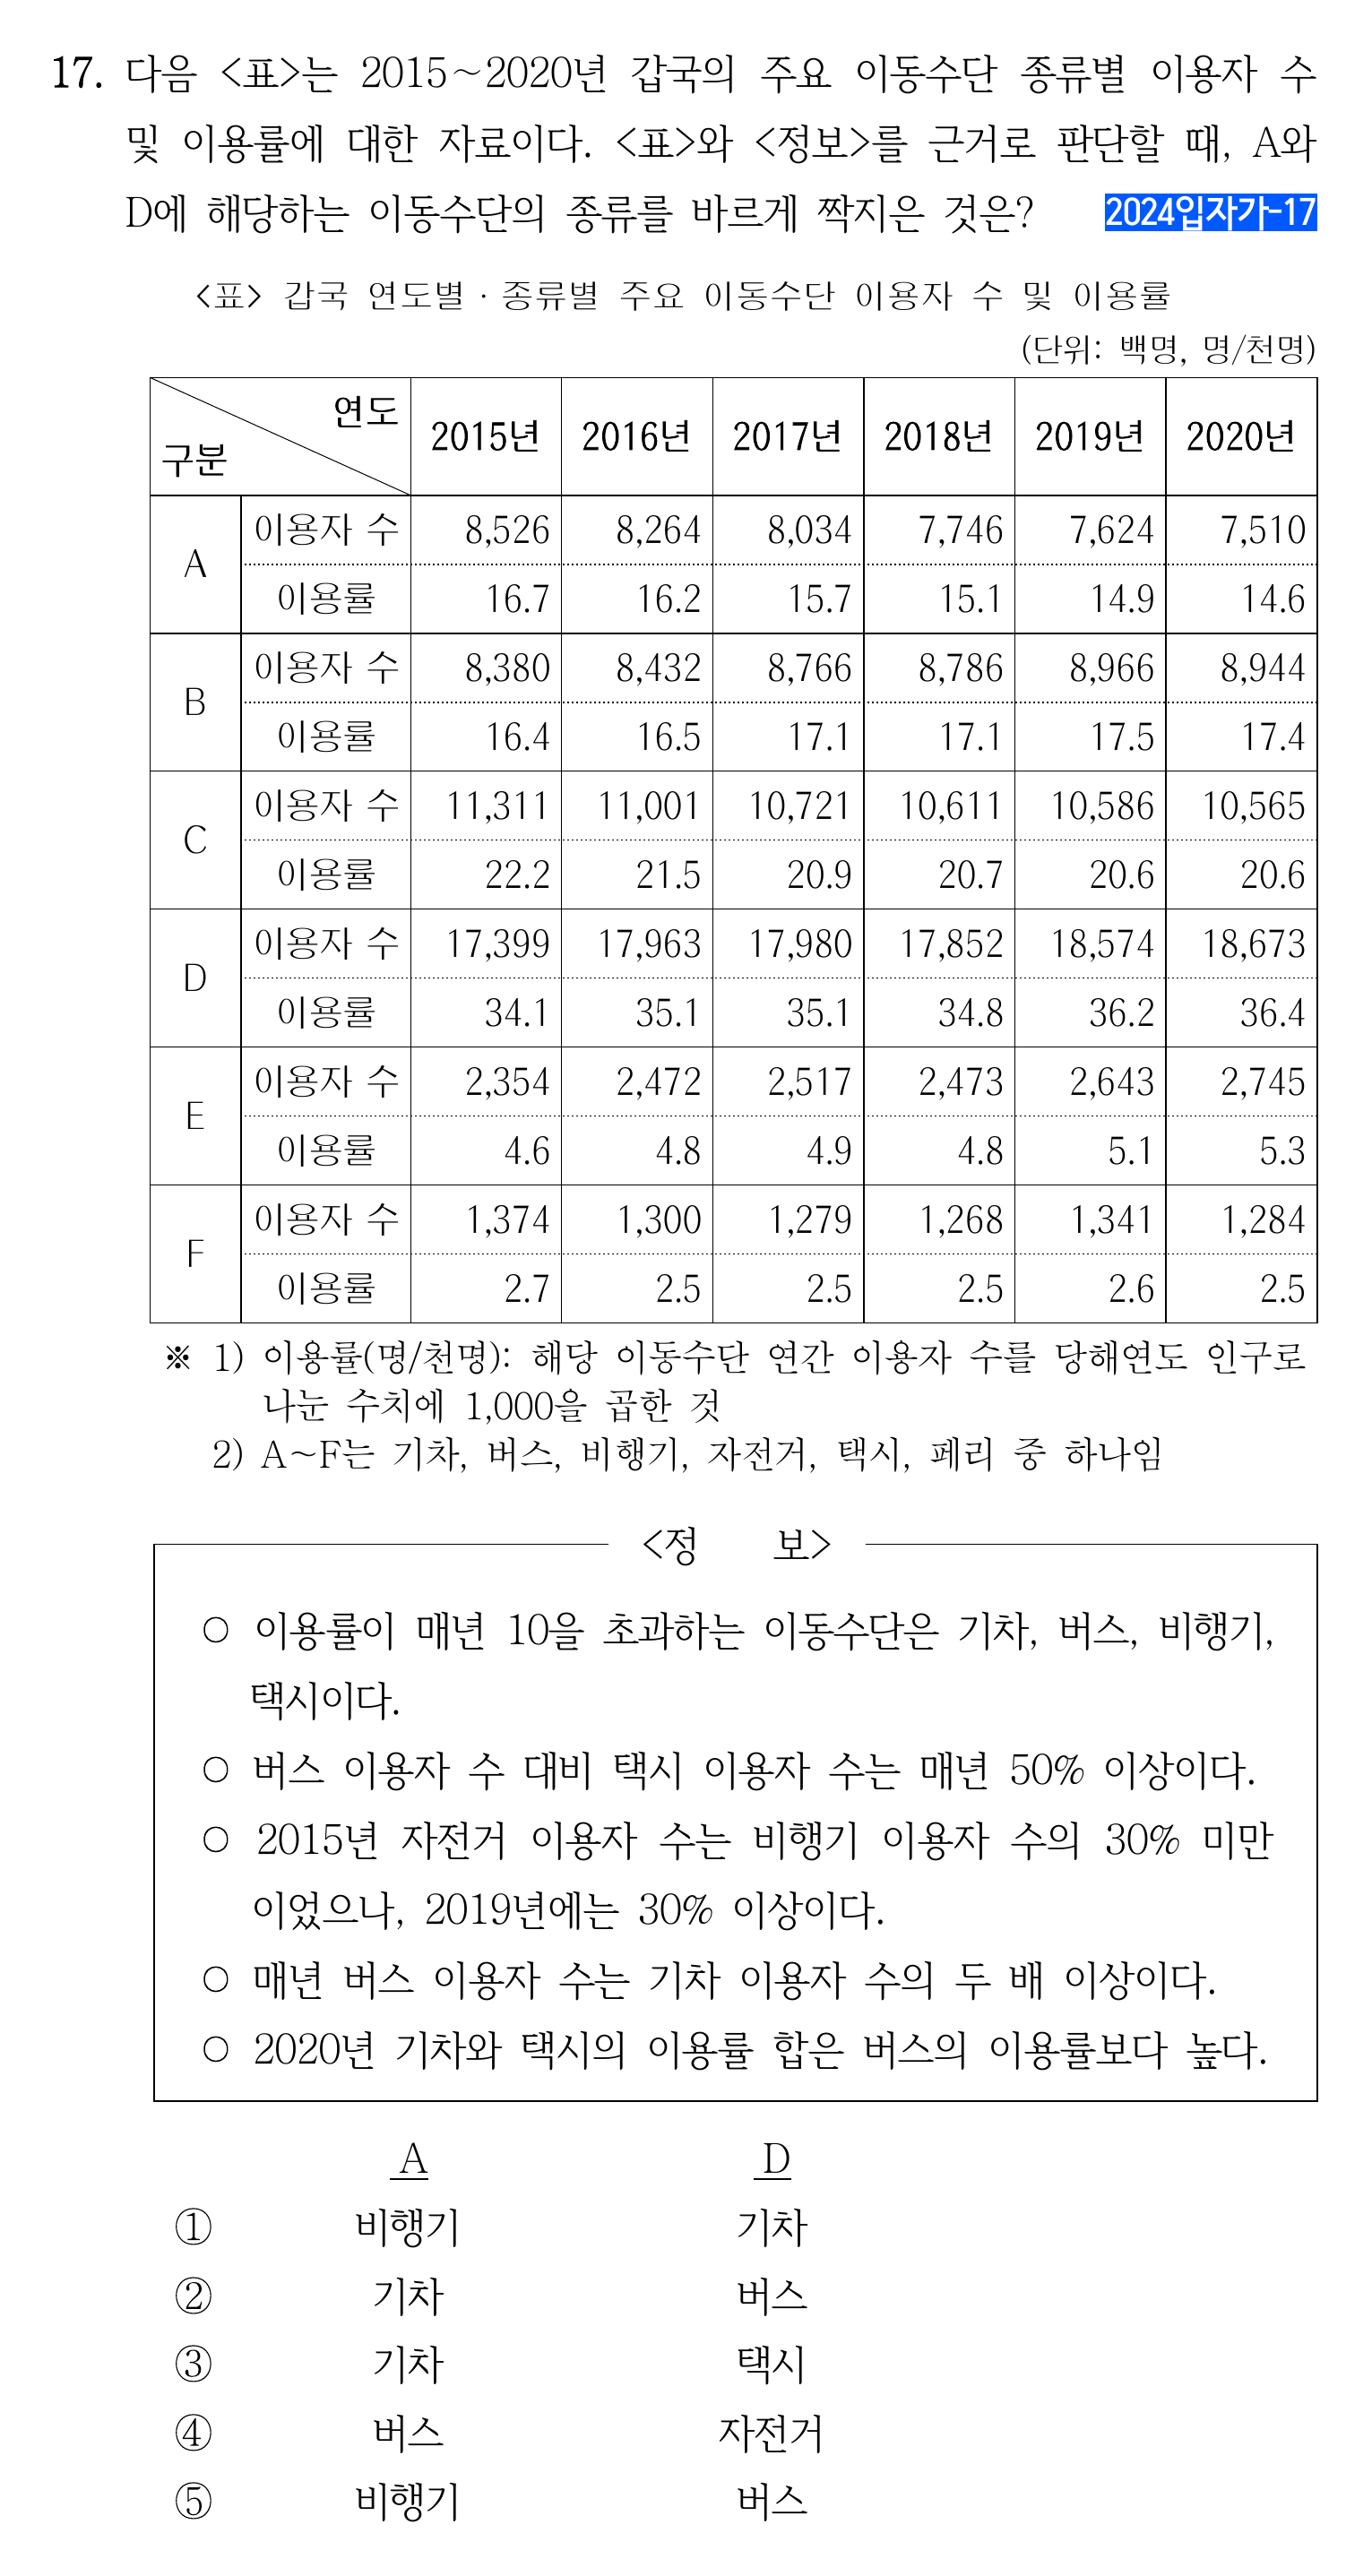 17. 다음 <표>는 2015～2020년 갑국의 주요 이동수단 종류별 이용자 수
및 이용률에 대한 자료이다. <표>와 <정보>를 근거로 판단할 때, A와
D에 해당하는 이동수단의 종류를 바르게 짝지은 것은? 2024입자가-17
<표> 갑국 연도별·종류별 주요 이동수단 이용자 수 및 이용률
(단위: 백명, 명/천명)
구분 연도 2015년 2016년 2017년 2018년 2019년 2020년
A 이용자 수 8,526 8,264 8,034 7,746 7,624 7,510
이용률 16.7 16.2 15.7 15.1 14.9 14.6
B 이용자 수 8,380 8,432 8,766 8,786 8,966 8,944
이용률 16.4 16.5 17.1 17.1 17.5 17.4
C 이용자 수 11,311 11,001 10,721 10,611 10,586 10,565
이용률 22.2 21.5 20.9 20.7 20.6 20.6
D 이용자 수 17,399 17,963 17,980 17,852 18,574 18,673
이용률 34.1 35.1 35.1 34.8 36.2 36.4
E 이용자 수 2,354 2,472 2,517 2,473 2,643 2,745
이용률 4.6 4.8 4.9 4.8 5.1 5.3
F 이용자 수 1,374 1,300 1,279 1,268 1,341 1,284
이용률 2.7 2.5 2.5 2.5 2.6 2.5
※ 1) 이용률(명/천명): 해당 이동수단 연간 이용자 수를 당해연도 인구로
나눈 수치에 1,000을 곱한 것
2) A～F는 기차, 버스, 비행기, 자전거, 택시, 페리 중 하나임
<정 보>
○ 이용률이 매년 10을 초과하는 이동수단은 기차, 버스, 비행기,
택시이다.
○ 버스 이용자 수 대비 택시 이용자 수는 매년 50% 이상이다.
○ 2015년 자전거 이용자 수는 비행기 이용자 수의 30% 미만
이었으나, 2019년에는 30% 이상이다.
○ 매년 버스 이용자 수는 기차 이용자 수의 두 배 이상이다.
○ 2020년 기차와 택시의 이용률 합은 버스의 이용률보다 높다.
A D
① 비행기 기차
② 기차 버스
③ 기차 택시
④ 버스 자전거
⑤ 비행기 버스